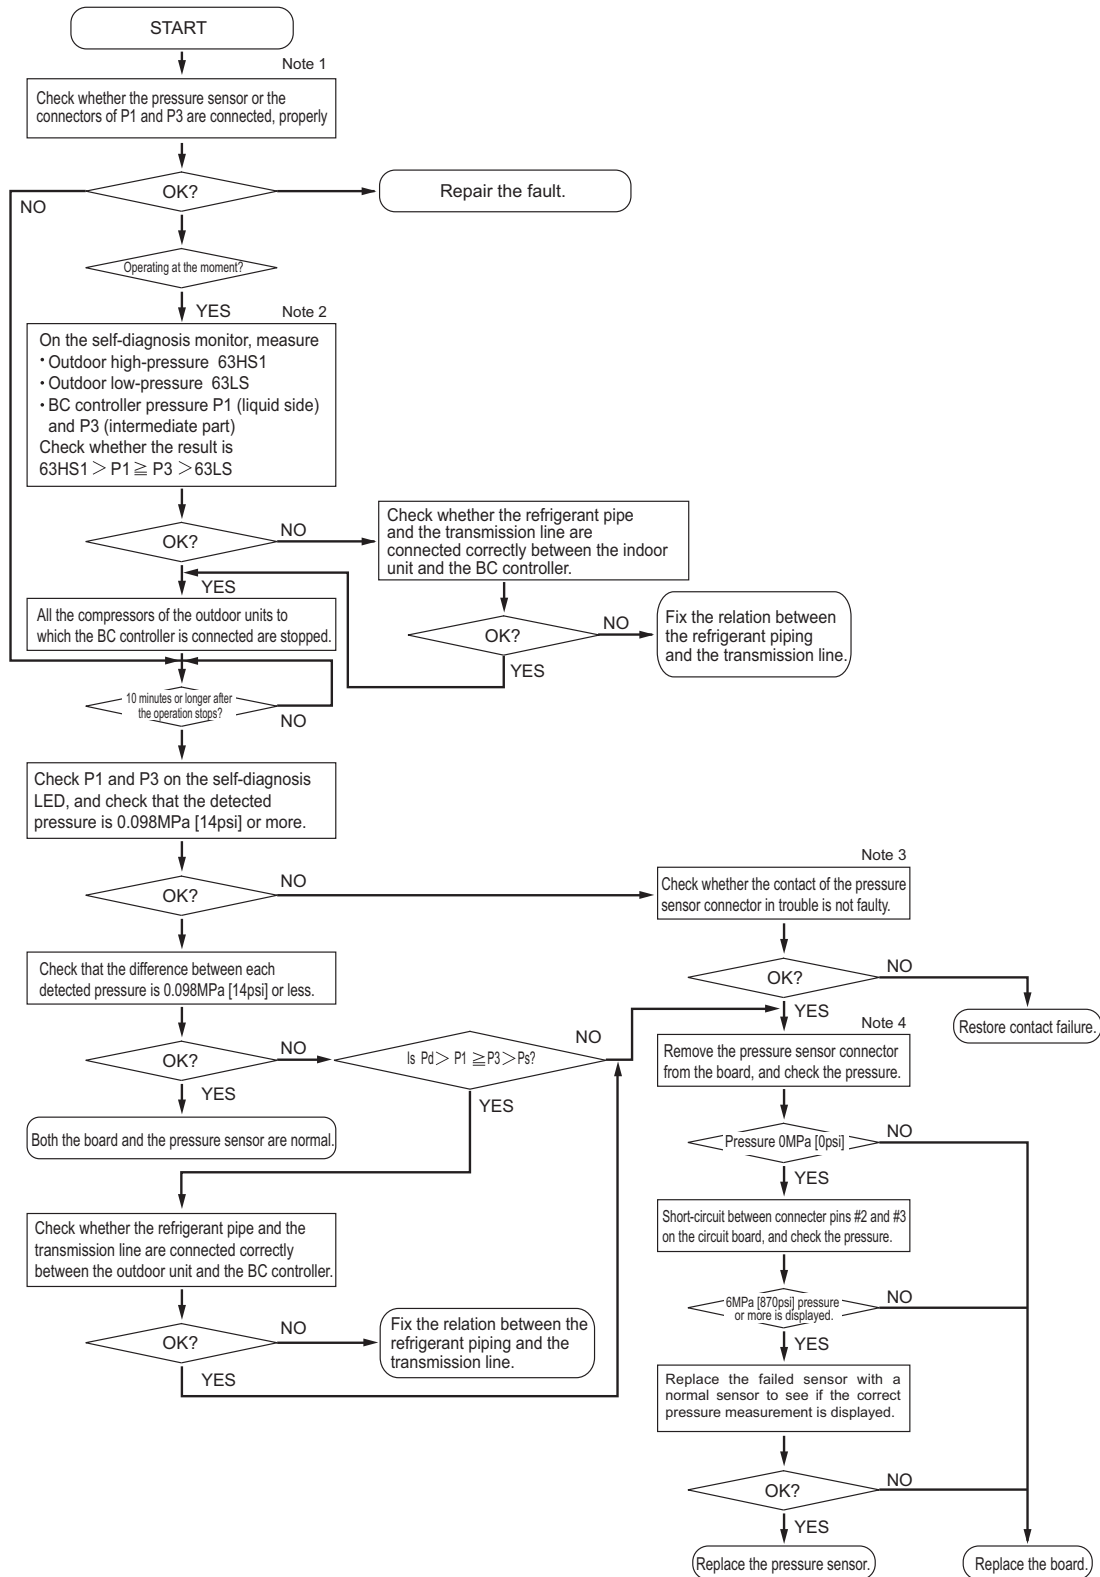 START
Note 1
Check whether the pressure sensor or the
connectors of P1 and P3 are connected, properly
OK?
Repair the fault.
NO
Operating at the moment?
YES
Note 2
On the self-diagnosis monitor, measure
・Outdoor high-pressure 63HS1
・Outdoor low-pressure 63LS
・BC controller pressure P1 (liquid side)
and P3 (intermediate part)
Check whether the result is
63HS1＞P1≧P3＞63LS
OK?
NO
Check whether the refrigerant pipe
and the transmission line are
connected correctly between the indoor
unit and the BC controller.
YES
All the compressors of the outdoor units to
which the BC controller is connected are stopped.
OK?
NO
Fix the relation between
the refrigerant piping
and the transmission line.
YES
10 minutes or longer after
the operation stops?
NO
Check P1 and P3 on the self-diagnosis
LED, and check that the detected
pressure is 0.098MPa [14psi] or more.
OK?
NO
Note 3
Check whether the contact of the pressure
sensor connector in trouble is not faulty.
Check that the difference between each
detected pressure is 0.098MPa [14psi] or less.
OK?
NO
YES
Restore contact failure.
OK?
NO
YES
Is Pd＞P1≧P3＞Ps?
NO
YES
Both the board and the pressure sensor are normal.
Note 4
Remove the pressure sensor connector
from the board, and check the pressure.
Pressure 0MPa [0psi]
NO
YES
Check whether the refrigerant pipe and the
transmission line are connected correctly
between the outdoor unit and the BC controller.
Short-circuit between connecter pins #2 and #3
on the circuit board, and check the pressure.
OK?
NO
YES
Fix the relation between the
refrigerant piping and the
transmission line.
6MPa [870psi] pressure
or more is displayed.
NO
YES
Replace the failed sensor with a
normal sensor to see if the correct
pressure measurement is displayed.
OK?
NO
YES
Replace the pressure sensor.
Replace the board.